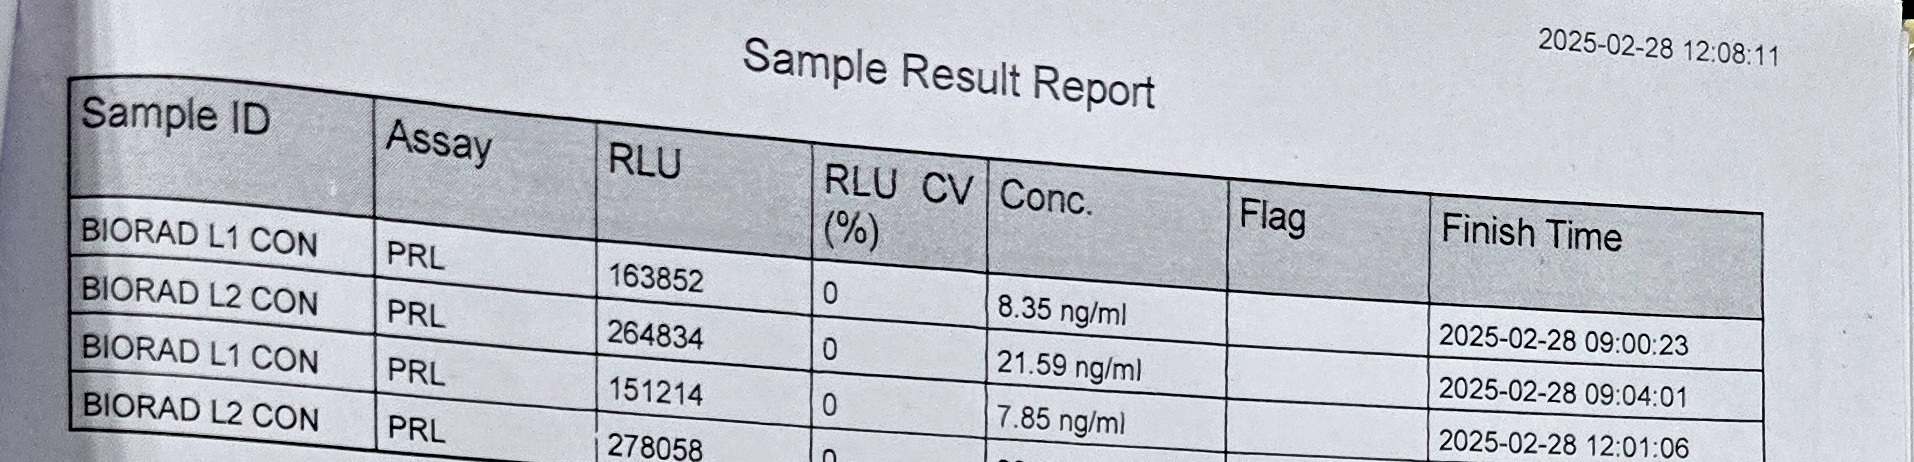 2025-02-28 12:08:11
Sample Result Report
Sample ID Assay RLU RLU CV (%) Conc. Flag Finish Time
BIORAD L1 CON PRL 163852 0 8.35 ng/ml 2025-02-28 09:00:23
BIORAD L2 CON PRL 264834 0 21.59 ng/ml 2025-02-28 09:04:01
BIORAD L1 CON PRL 151214 0 7.85 ng/ml 2025-02-28 12:01:06
BIORAD L2 CON PRL 278058 0